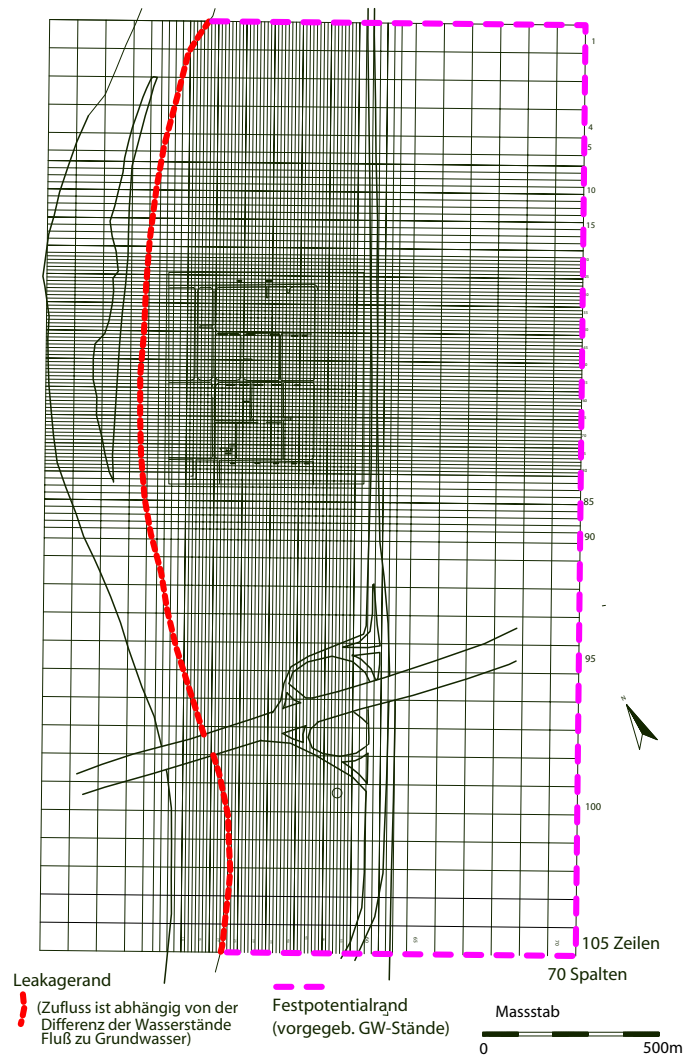 1
4
5
10
15
85
90
95
N
100
105 Zeilen
70 Spalten
Leakagerand
(Zufluss ist abhängig von der
Differenz der Wasserstände
Fluß zu Grundwasser)
Festpotentialrand
(vorgegeb. GW-Stände)
Massstab
0
500m